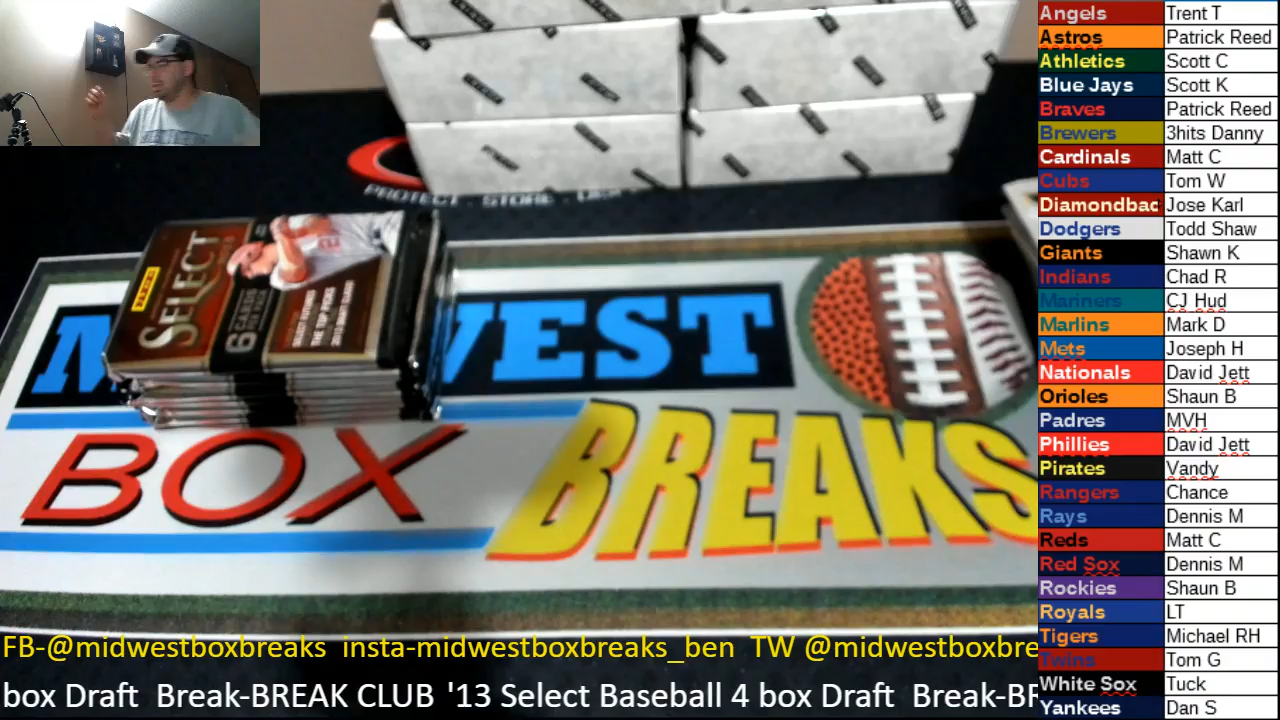 PROTECT · STORE ·
PANINI
SELECT
6 CARDS
WEST
BOX
BREAKS
Angels Trent T
Astros Patrick Reed
Athletics Scott C
Blue Jays Scott K
Braves Patrick Reed
Brewers 3hits Danny
Cardinals Matt C
Cubs Tom W
Diamondbac Jose Karl
Dodgers Todd Shaw
Giants Shawn K
Indians Chad R
Mariners CJ Hud
Marlins Mark D
Mets Joseph H
Nationals David Jett
Orioles Shaun B
Padres MVH
Phillies David Jett
Pirates Vandy
Rangers Chance
Rays Dennis M
Reds Matt C
Red Sox Dennis M
Rockies Shaun B
Royals LT
Tigers Michael RH
Twins Tom G
White Sox Tuck
Yankees Dan S
FB-@midwestboxbreaks insta-midwestboxbreaks_ben TW @midwestboxbre
box Draft Break-BREAK CLUB '13 Select Baseball 4 box Draft Break-BR